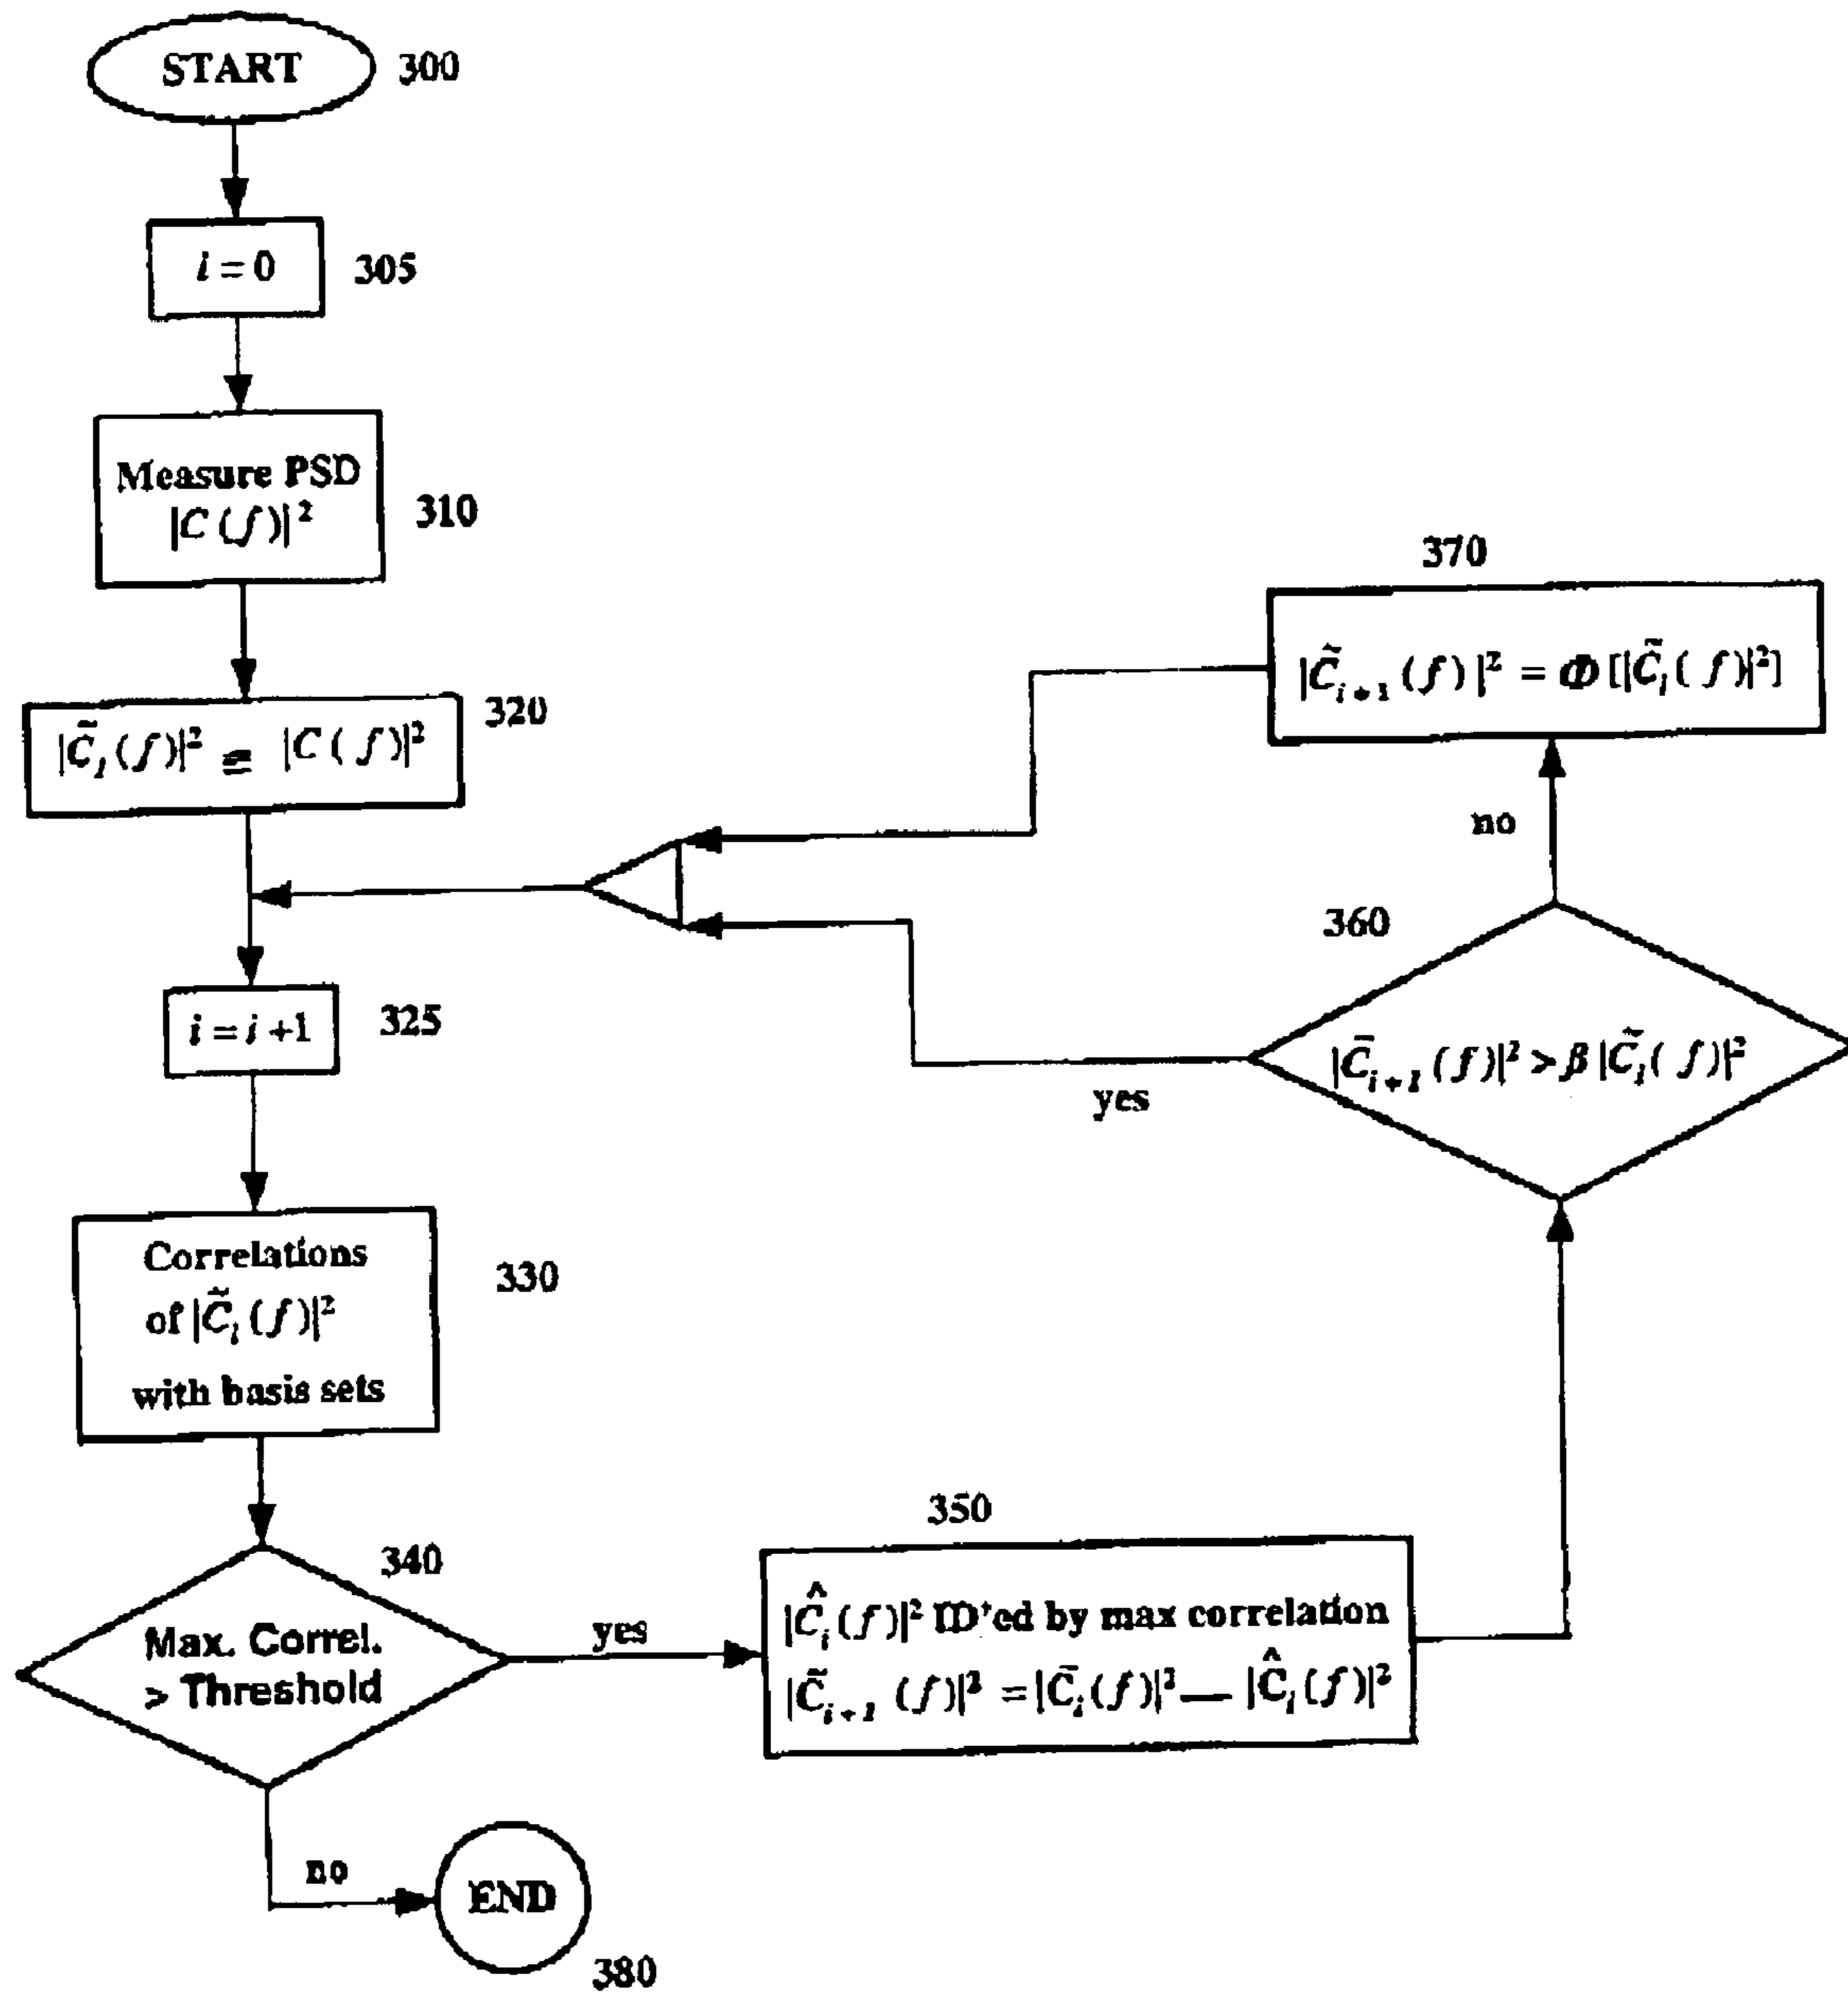 START 300
i = 0 305
Measure PSD
|C (f)|² 310
|C̃₁(f)|² ≡ |C(f)|² 320
i = i +1 325
Correlations
of |C̃ᵢ(f)|²
with basis sets
330
340
Max. Correl.
> Threshold
yes
no
END
380
350
|Ĉᵢ(f)|² ID'ed by max correlation
|C̃ᵢ₊₁(f)|² = |C̃ᵢ(f)|² — |Ĉᵢ(f)|²
360
|C̃ᵢ₊₁(f)|² > β |C̃ᵢ(f)|²
yes
no
370
|C̃ᵢ₊₁(f)|² = Φ [|C̃ᵢ(f)|²]